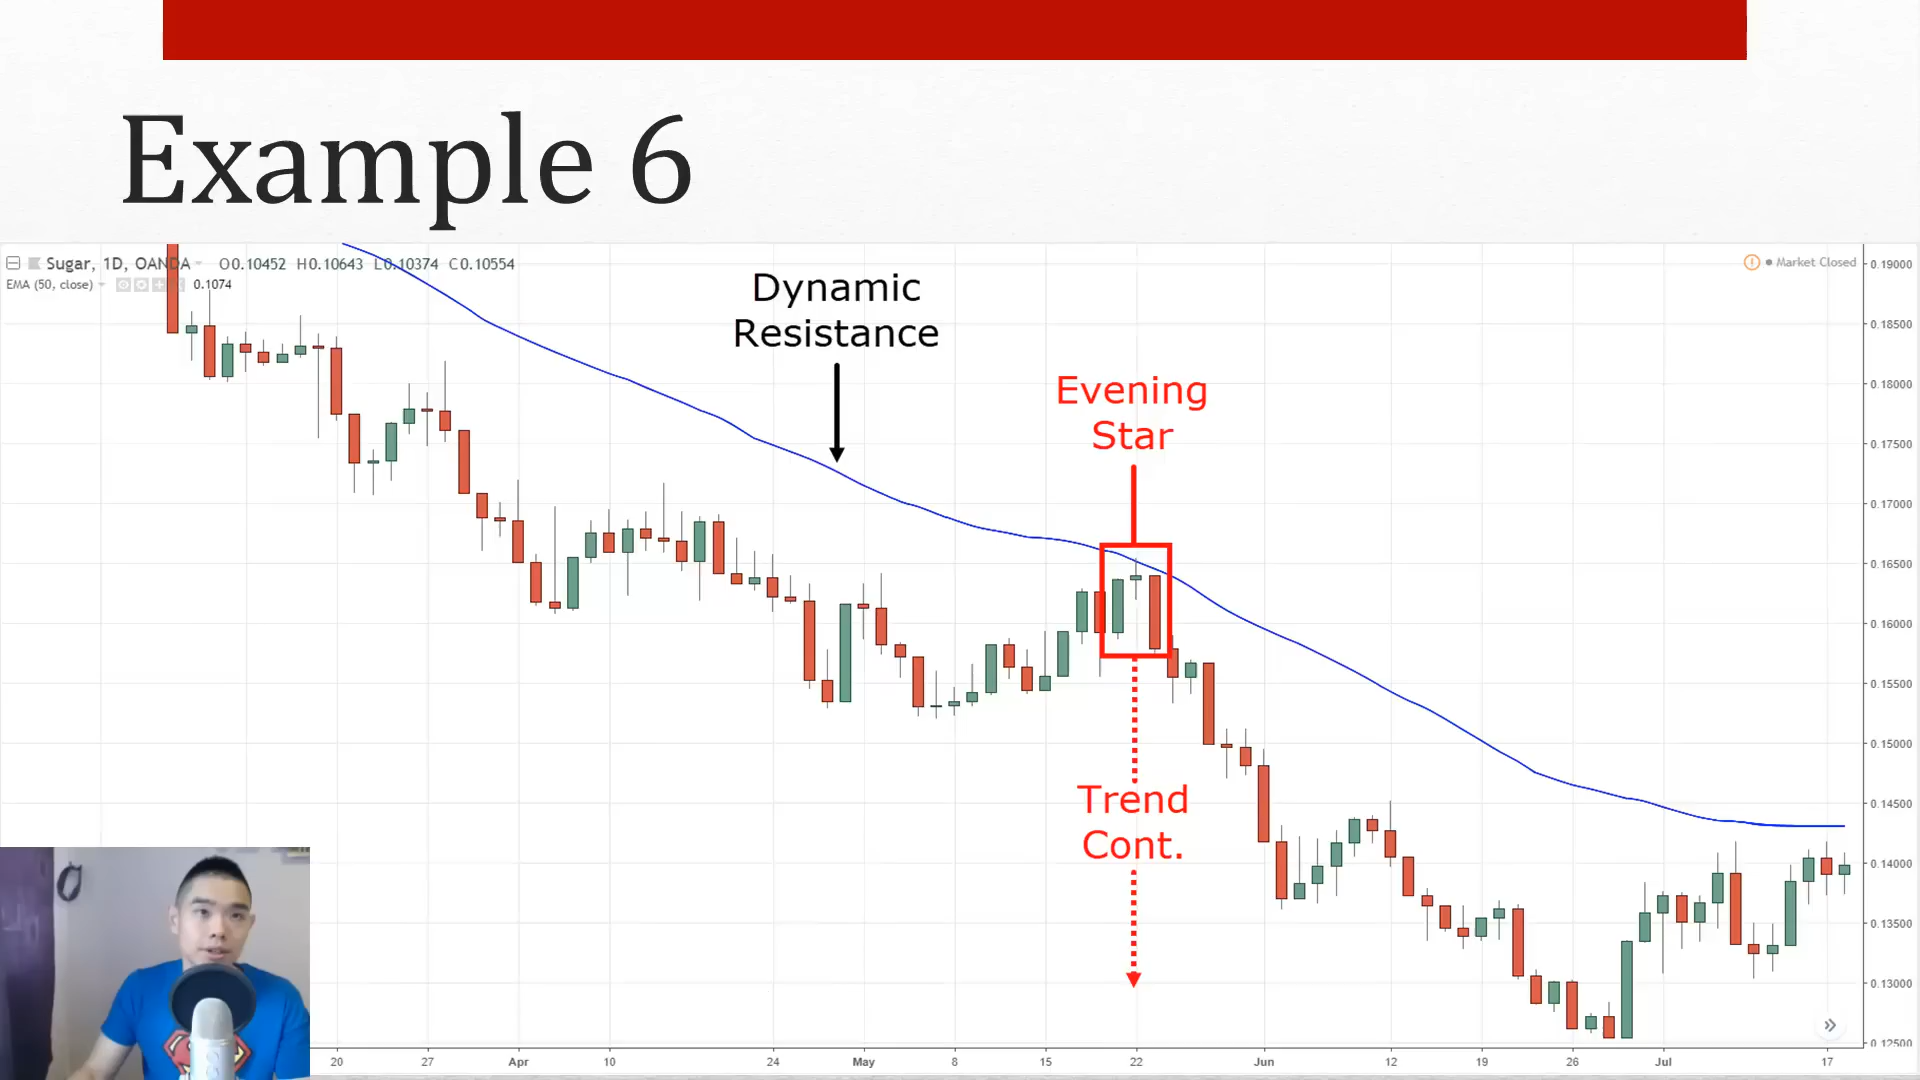 Example 6
Sugar, 1D, OANDA O0.10452 H0.10643 L0.10374 C0.10554
EMA (50, close) 0.1074
Market Closed
Dynamic
Resistance
Evening
Star
Trend
Cont.
0.19000
0.18500
0.18000
0.17500
0.17000
0.16500
0.16000
0.15500
0.15000
0.14500
0.14000
0.13500
0.13000
0.12500
20 27 Apr 10 24 May 8 15 22 Jun 12 19 26 Jul 17